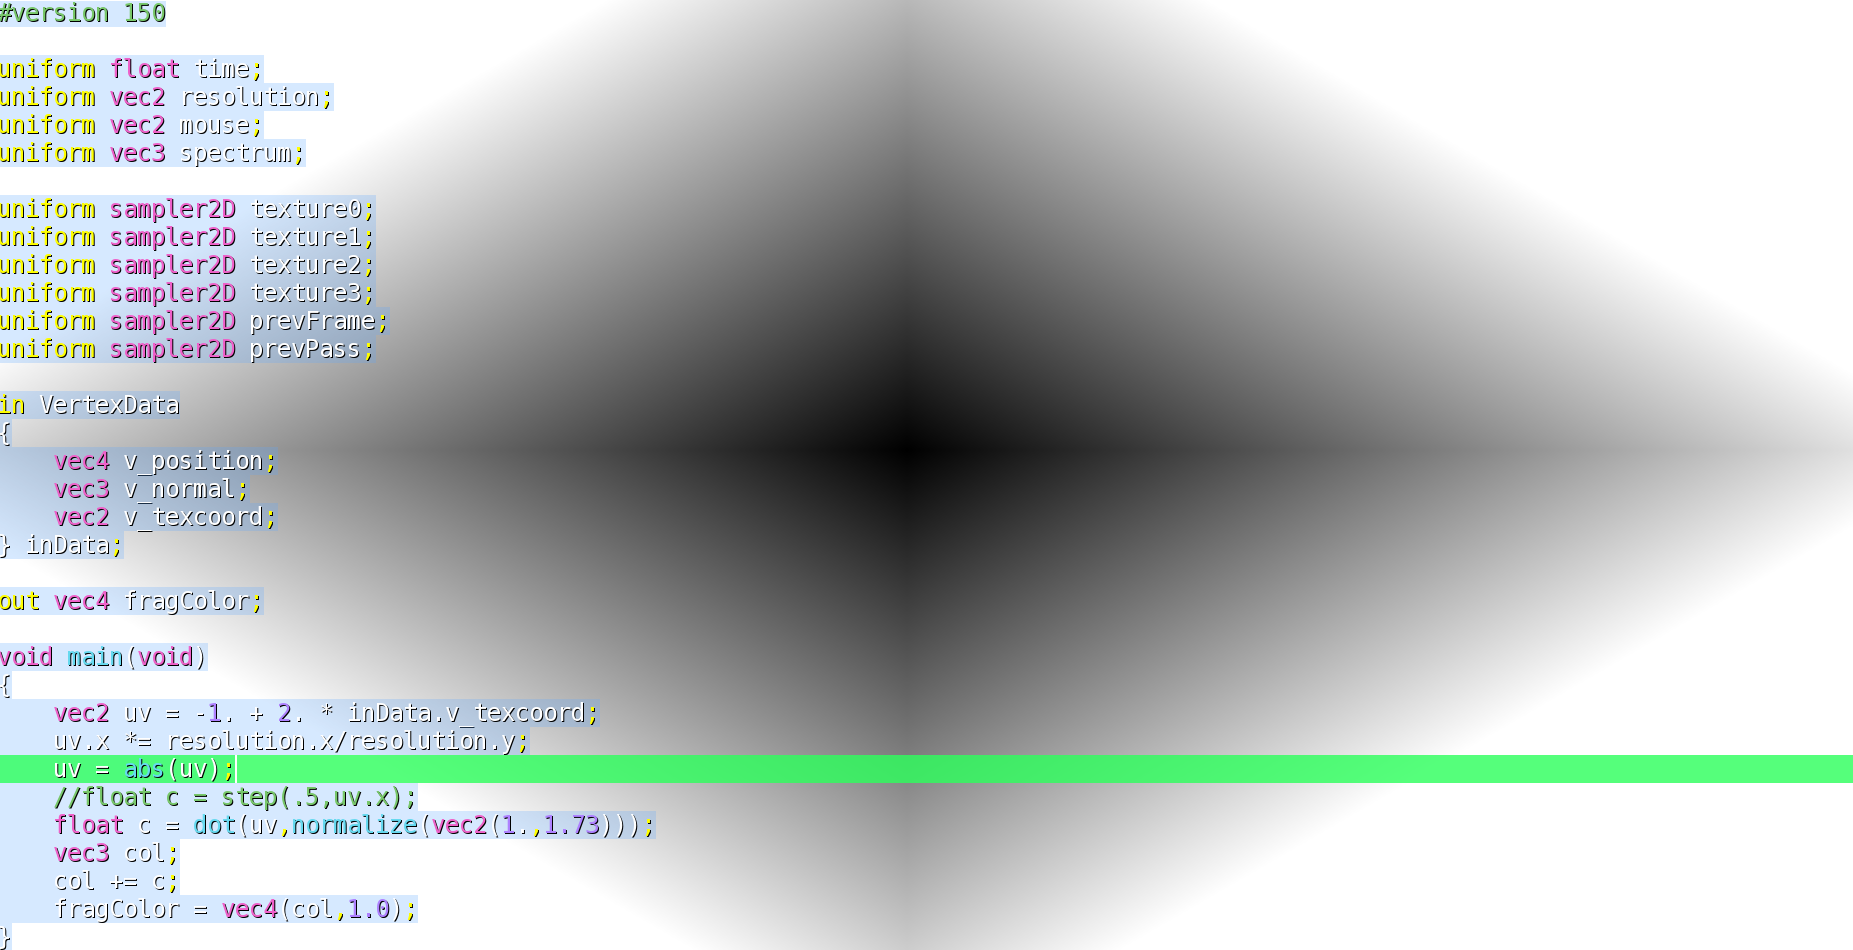 #version 150

uniform float time;
uniform vec2 resolution;
uniform vec2 mouse;
uniform vec3 spectrum;

uniform sampler2D texture0;
uniform sampler2D texture1;
uniform sampler2D texture2;
uniform sampler2D texture3;
uniform sampler2D prevFrame;
uniform sampler2D prevPass;

in VertexData
{
    vec4 v_position;
    vec3 v_normal;
    vec2 v_texcoord;
} inData;

out vec4 fragColor;

void main(void)
{
    vec2 uv = -1. + 2. * inData.v_texcoord;
    uv.x *= resolution.x/resolution.y;
    uv = abs(uv);
    //float c = step(.5,uv.x);
    float c = dot(uv,normalize(vec2(1.,1.73)));
    vec3 col;
    col += c;
    fragColor = vec4(col,1.0);
}